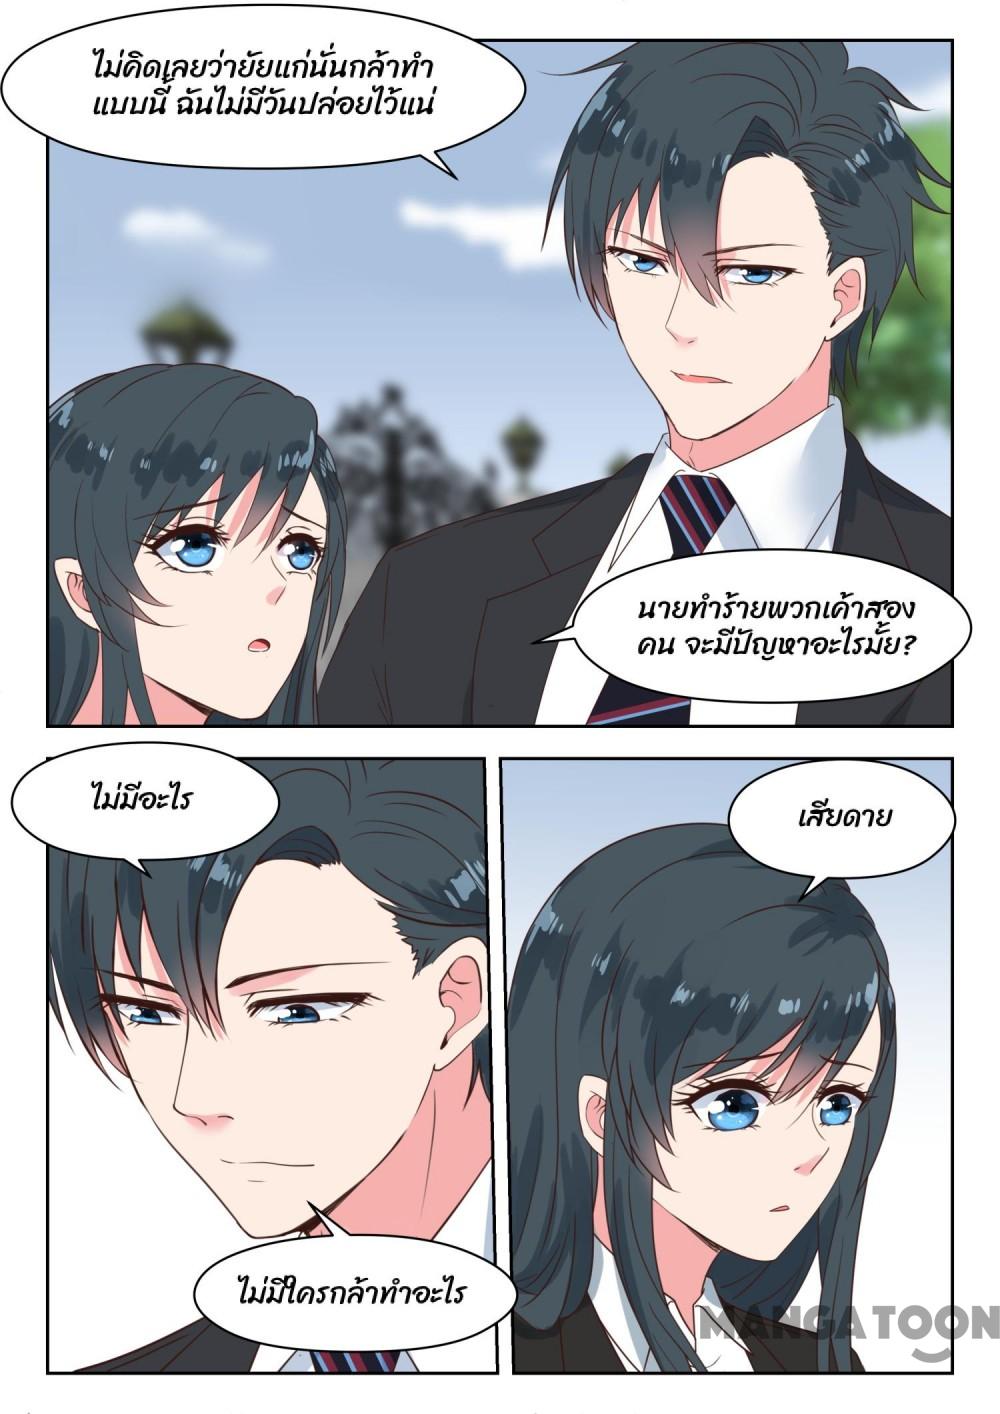 ไม่คิดเลยว่ายัยแก่นั่นกล้าทำ
แบบนี้ ฉันไม่มีวันปล่อยไว้แน่
นายทำร้ายพวกเค้าสอง
คน จะมีปัญหาอะไรมั้ย?
ไม่มีอะไร
เสียดาย
ไม่มีใครกล้าทำอะไร
MANGATOON